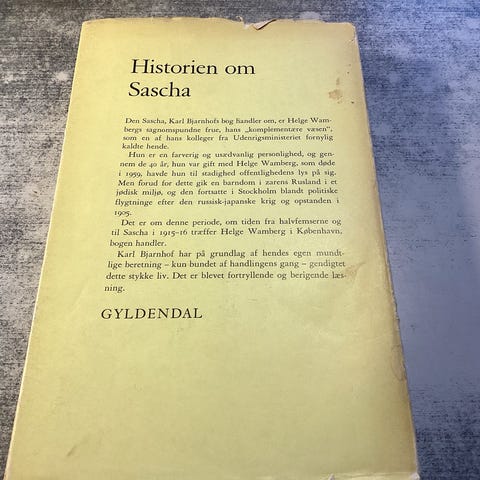 Historien om
Sascha
Den Sascha, Karl Bjarnhofs bog handler om, er Helge Wam-
bergs sagnomspundne frue, hans „komplementære væsen“,
som en af hans kolleger fra Udenrigsministeriet fornylig
kaldte hende.
Hun er en farverig og usædvanlig personlighed, og gen-
nem de 40 år, hun var gift med Helge Wamberg, som døde
i 1959, havde hun til stadighed offentlighedens lys på sig.
Men forud for dette gik en barndom i zarens Rusland i et
jødisk miljø, og den fortsatte i Stockholm blandt politiske
flygtninge efter den russisk-japanske krig og opstanden i
1905.
Det er om denne periode, om tiden fra halvfemserne og
til Sascha i 1915-16 træffer Helge Wamberg i København,
bogen handler.
Karl Bjarnhof har på grundlag af hendes egen mundt-
lige beretning – kun bundet af handlingens gang – gendigtet
dette stykke liv. Det er blevet fortryllende og berigende læs-
ning.
GYLDENDAL